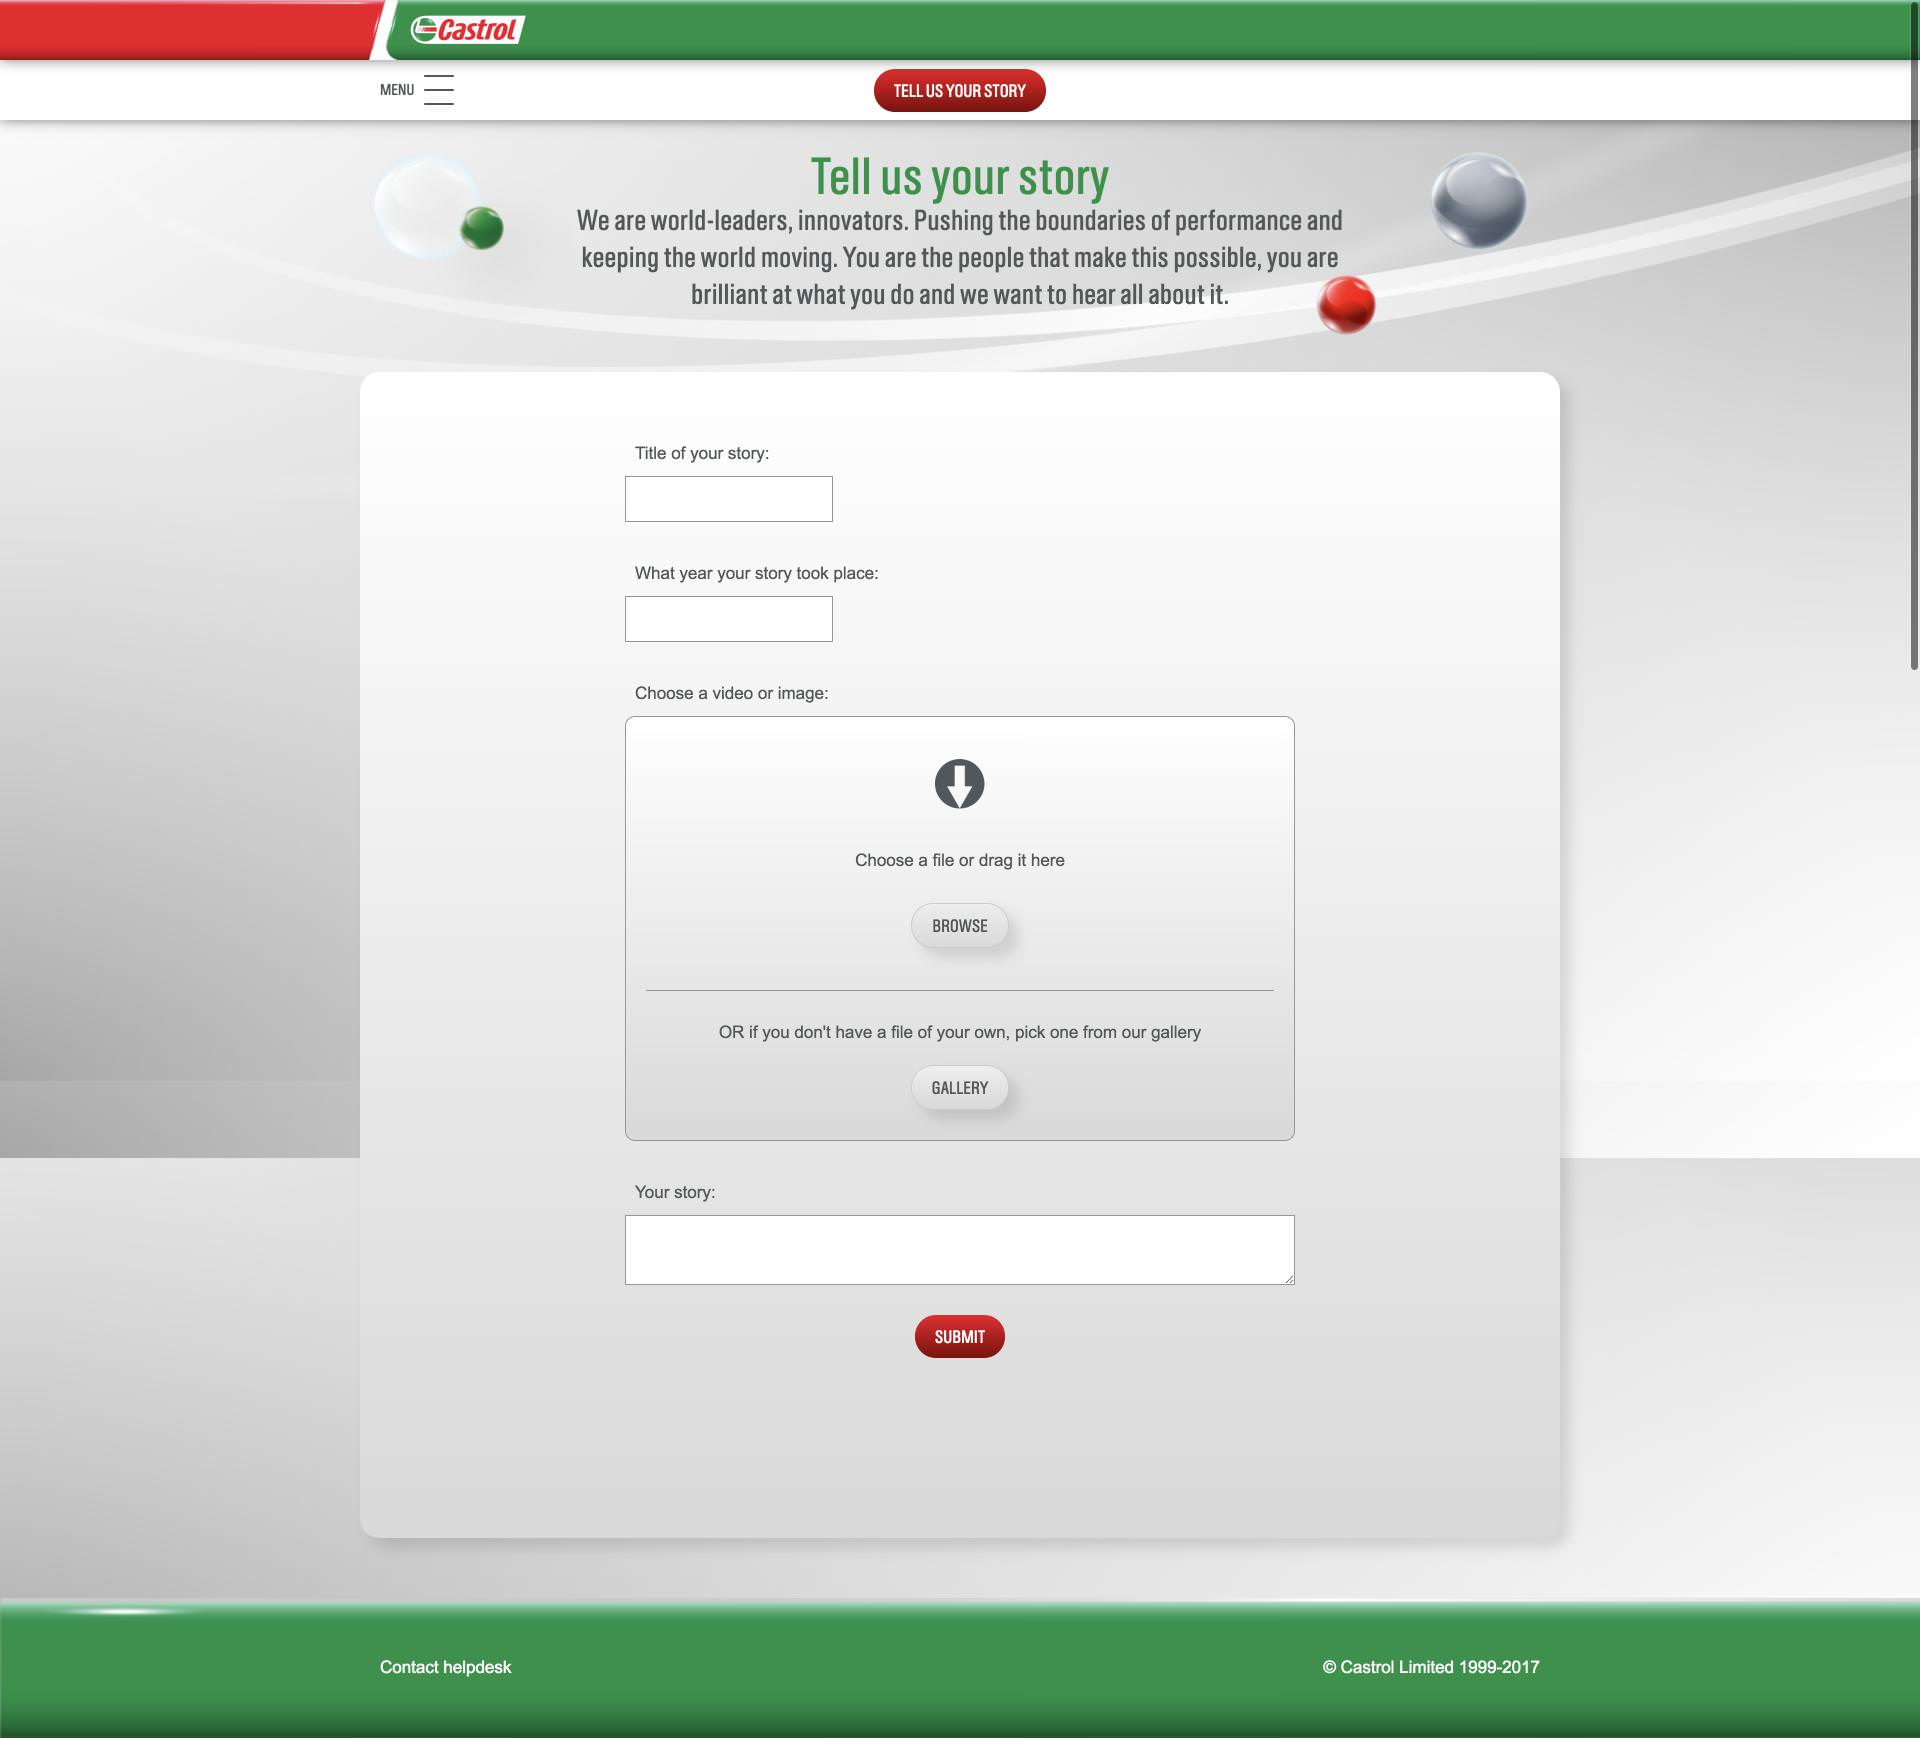 Castrol
MENU
TELL US YOUR STORY
Tell us your story
We are world-leaders, innovators. Pushing the boundaries of performance and
keeping the world moving. You are the people that make this possible, you are
brilliant at what you do and we want to hear all about it.
Title of your story:
What year your story took place:
Choose a video or image:
Choose a file or drag it here
BROWSE
OR if you don't have a file of your own, pick one from our gallery
GALLERY
Your story:
SUBMIT
Contact helpdesk
© Castrol Limited 1999-2017